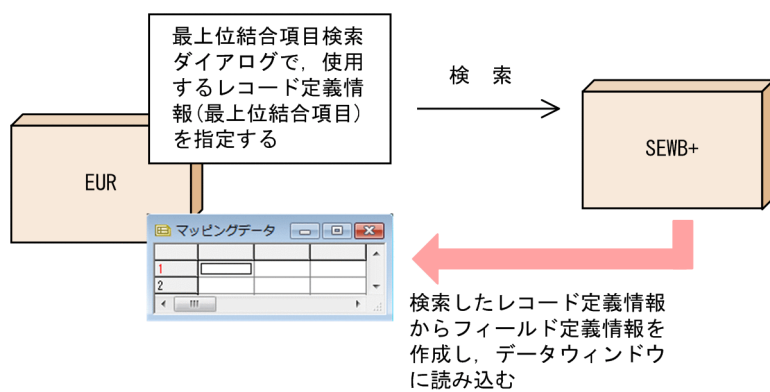 最上位結合項目検索
ダイアログで，使用
するレコード定義情
報(最上位結合項目)
を指定する
検 索
EUR
SEWB+
マッピングデータ
1
2
検索したレコード定義情報
からフィールド定義情報を
作成し，データウィンドウ
に読み込む